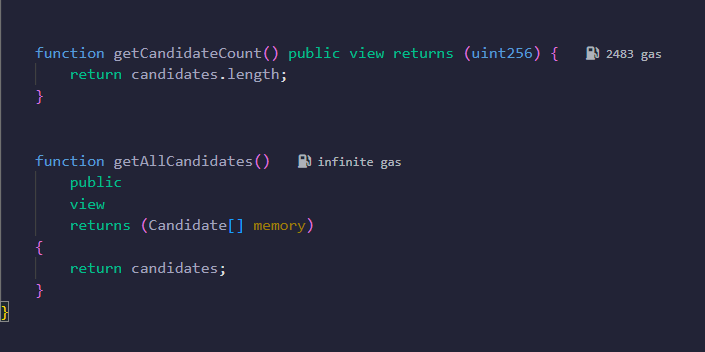 function getCandidateCount() public view returns (uint256) { 2483 gas
return candidates.length;
}
function getAllCandidates() infinite gas
public
view
returns (Candidate[] memory)
{
return candidates;
}
}